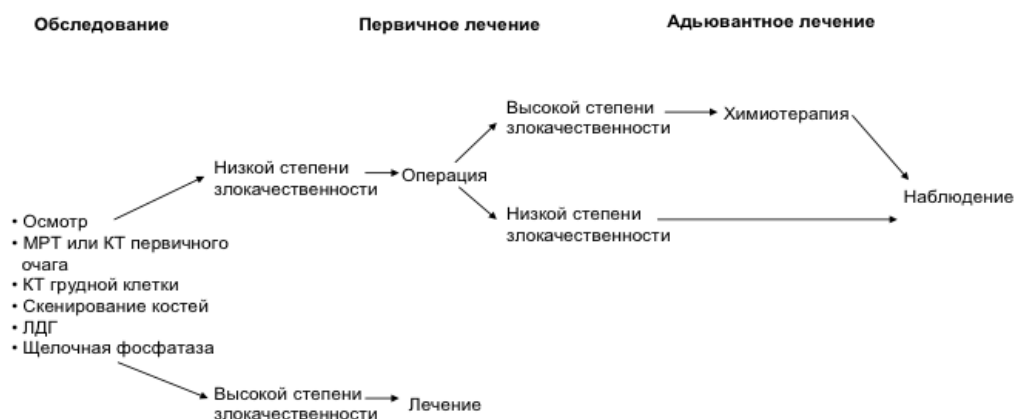 Обследование
Первичное лечение
Адьювантное лечение
Высокой степени
злокачественности
Химиотерапия
Низкой степени
злокачественности
Операция
Наблюдение
Низкой степени
злокачественности
• Осмотр
• МРТ или КТ первичного
очага
• КТ грудной клетки
• Скенирование костей
• ЛДГ
• Щелочная фосфатаза
Высокой степени
злокачественности
Лечение